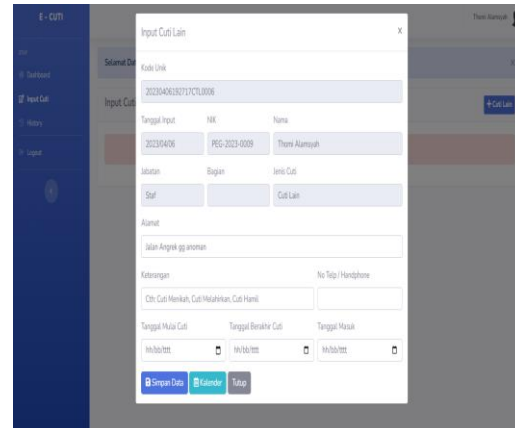 E - CUTI
Thomi Alamsyah
Dashboard
Input Cuti
History
Logout
Selamat Dat
X
Input Cuti
+Cuti Lain
Input Cuti Lain
X
Kode Unik
20230406192717CTL0006
Tanggal Input NIK Nama
2023/04/06 PEG-2023-0009 Thomi Alamsyah
Jabatan Bagian Jenis Cuti
Staf Cuti Lain
Alamat
Jalan Angrek gg anoman
Keterangan No Telp / Handphone
Cth: Cuti Menikah, Cuti Melahirkan, Cuti Hamil
Tanggal Mulai Cuti Tanggal Berakhir Cuti Tanggal Masuk
hh/bb/tttt hh/bb/tttt hh/bb/tttt
Simpan Data Kalender Tutup